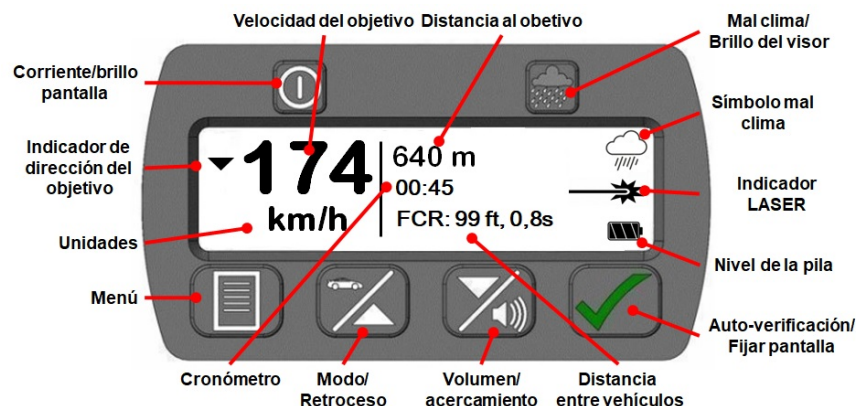 Velocidad del objetivo
Distancia al obetivo
Mal clima/
Brillo del visor
Corriente/brillo
pantalla
Símbolo mal
clima
Indicador de
dirección del
objetivo
174
640 m
00:45
Indicador
LASER
km/h
FCR: 99 ft, 0,8s
Unidades
Nivel de la pila
Menú
Auto-verificación/
Fijar pantalla
Cronómetro
Modo/
Retroceso
Volumen/
acercamiento
Distancia
entre vehículos